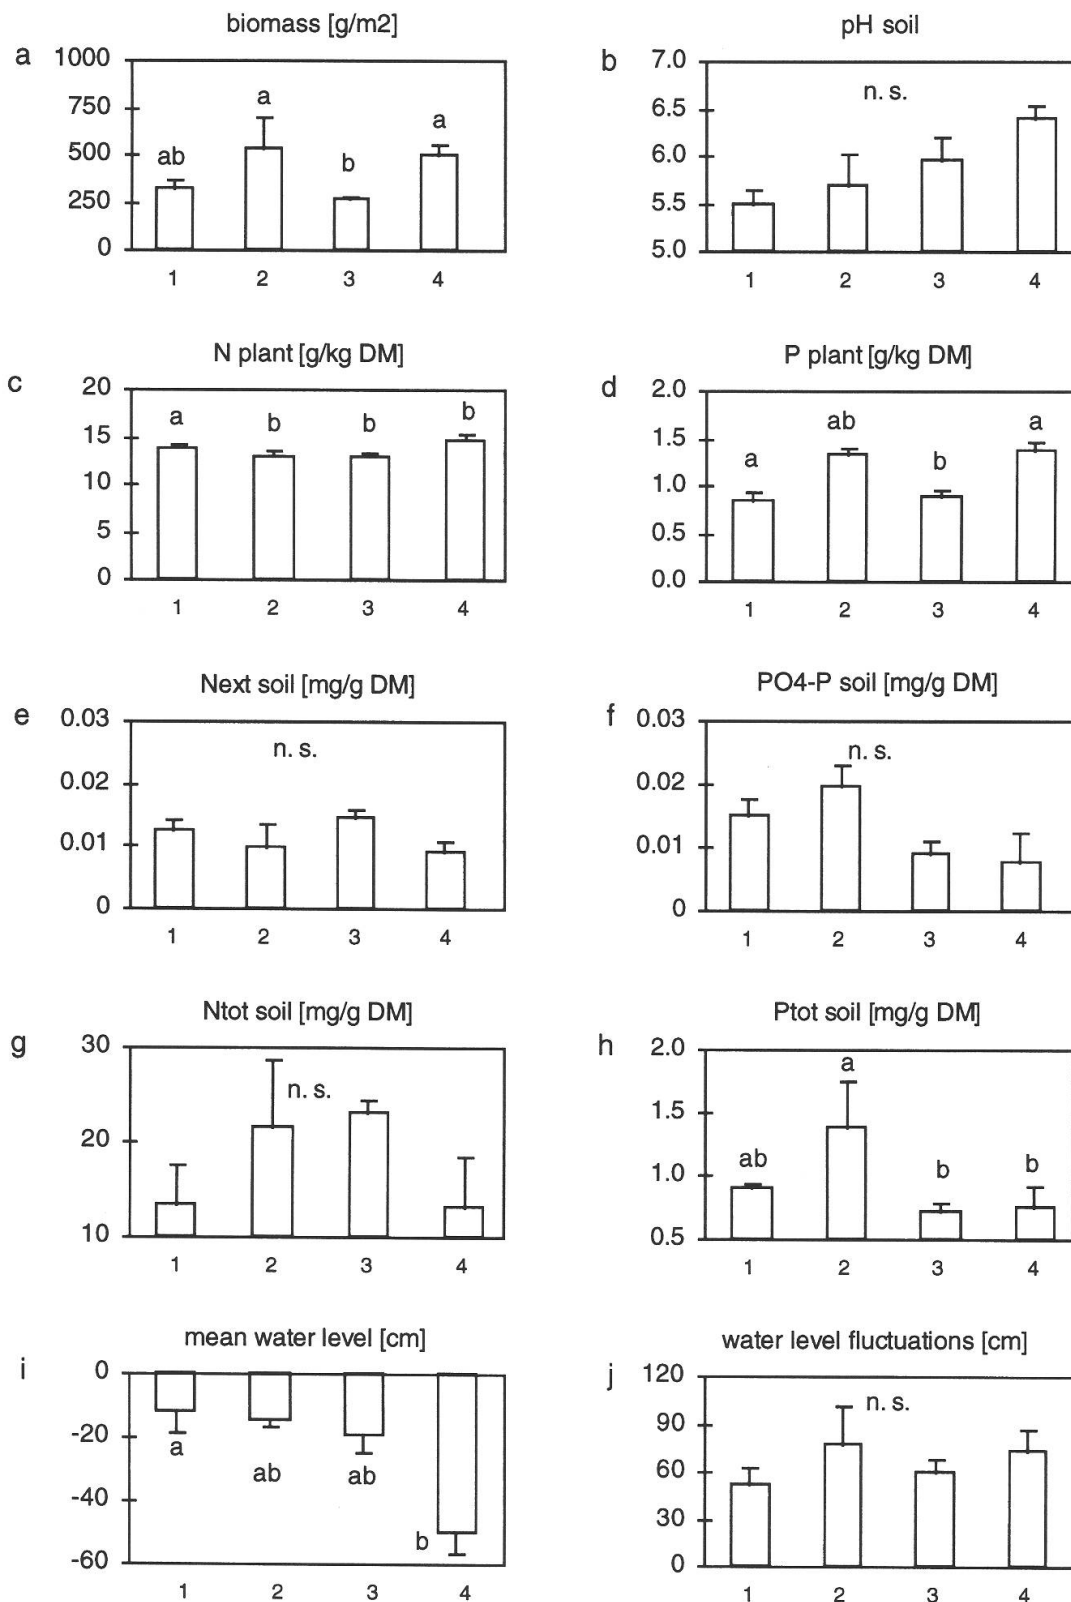 biomass [g/m2]
a
1000
750
500
250
0
ab
a
b
a
1 2 3 4
pH soil
b
7.0
6.5
6.0
5.5
5.0
n. s.
1 2 3 4
N plant [g/kg DM]
c
20
15
10
5
0
a
b
b
b
1 2 3 4
P plant [g/kg DM]
d
2.0
1.5
1.0
0.5
0.0
a
ab
b
a
1 2 3 4
Next soil [mg/g DM]
e
0.03
0.02
0.01
0
n. s.
1 2 3 4
PO4-P soil [mg/g DM]
f
0.03
0.02
0.01
0
n. s.
1 2 3 4
Ntot soil [mg/g DM]
g
30
20
10
n. s.
1 2 3 4
Ptot soil [mg/g DM]
h
2.0
1.5
1.0
0.5
ab
a
b
b
1 2 3 4
mean water level [cm]
i
0
-20
-40
-60
a
ab
ab
b
1 2 3 4
water level fluctuations [cm]
j
120
90
60
30
0
n. s.
1 2 3 4